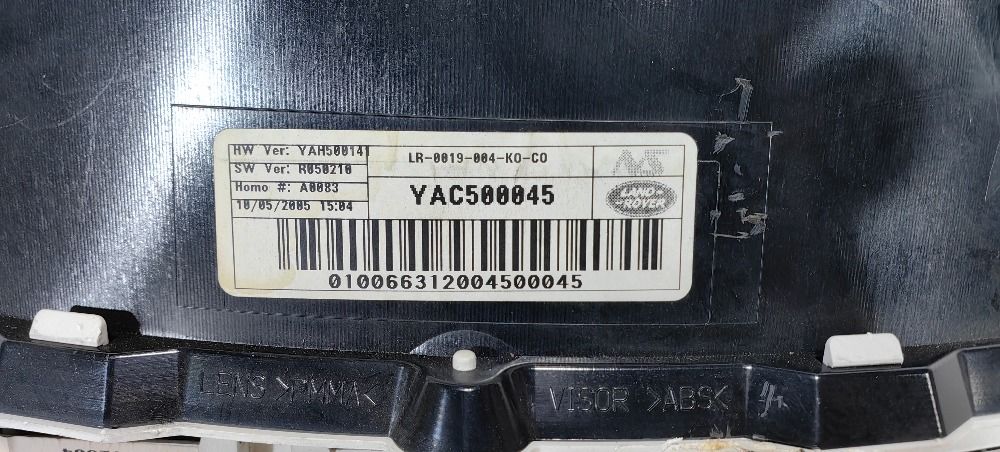 HW Ver: YAH500141
SW Ver: R050210
Homo #: A0083
10/05/2005 15:04
LR-0019-004-KO-CO
YAC500045
LAND
ROVER
010066312004500045
LENS >PMMA<
VISOR >ABS<